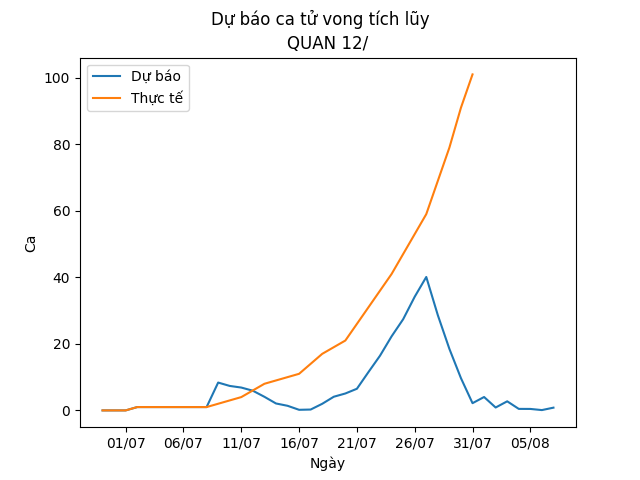 Dự báo ca tử vong tích lũy
QUAN 12/
Dự báo
Thực tế
100
80
60
40
20
0
Ca
01/07 06/07 11/07 16/07 21/07 26/07 31/07 05/08
Ngày